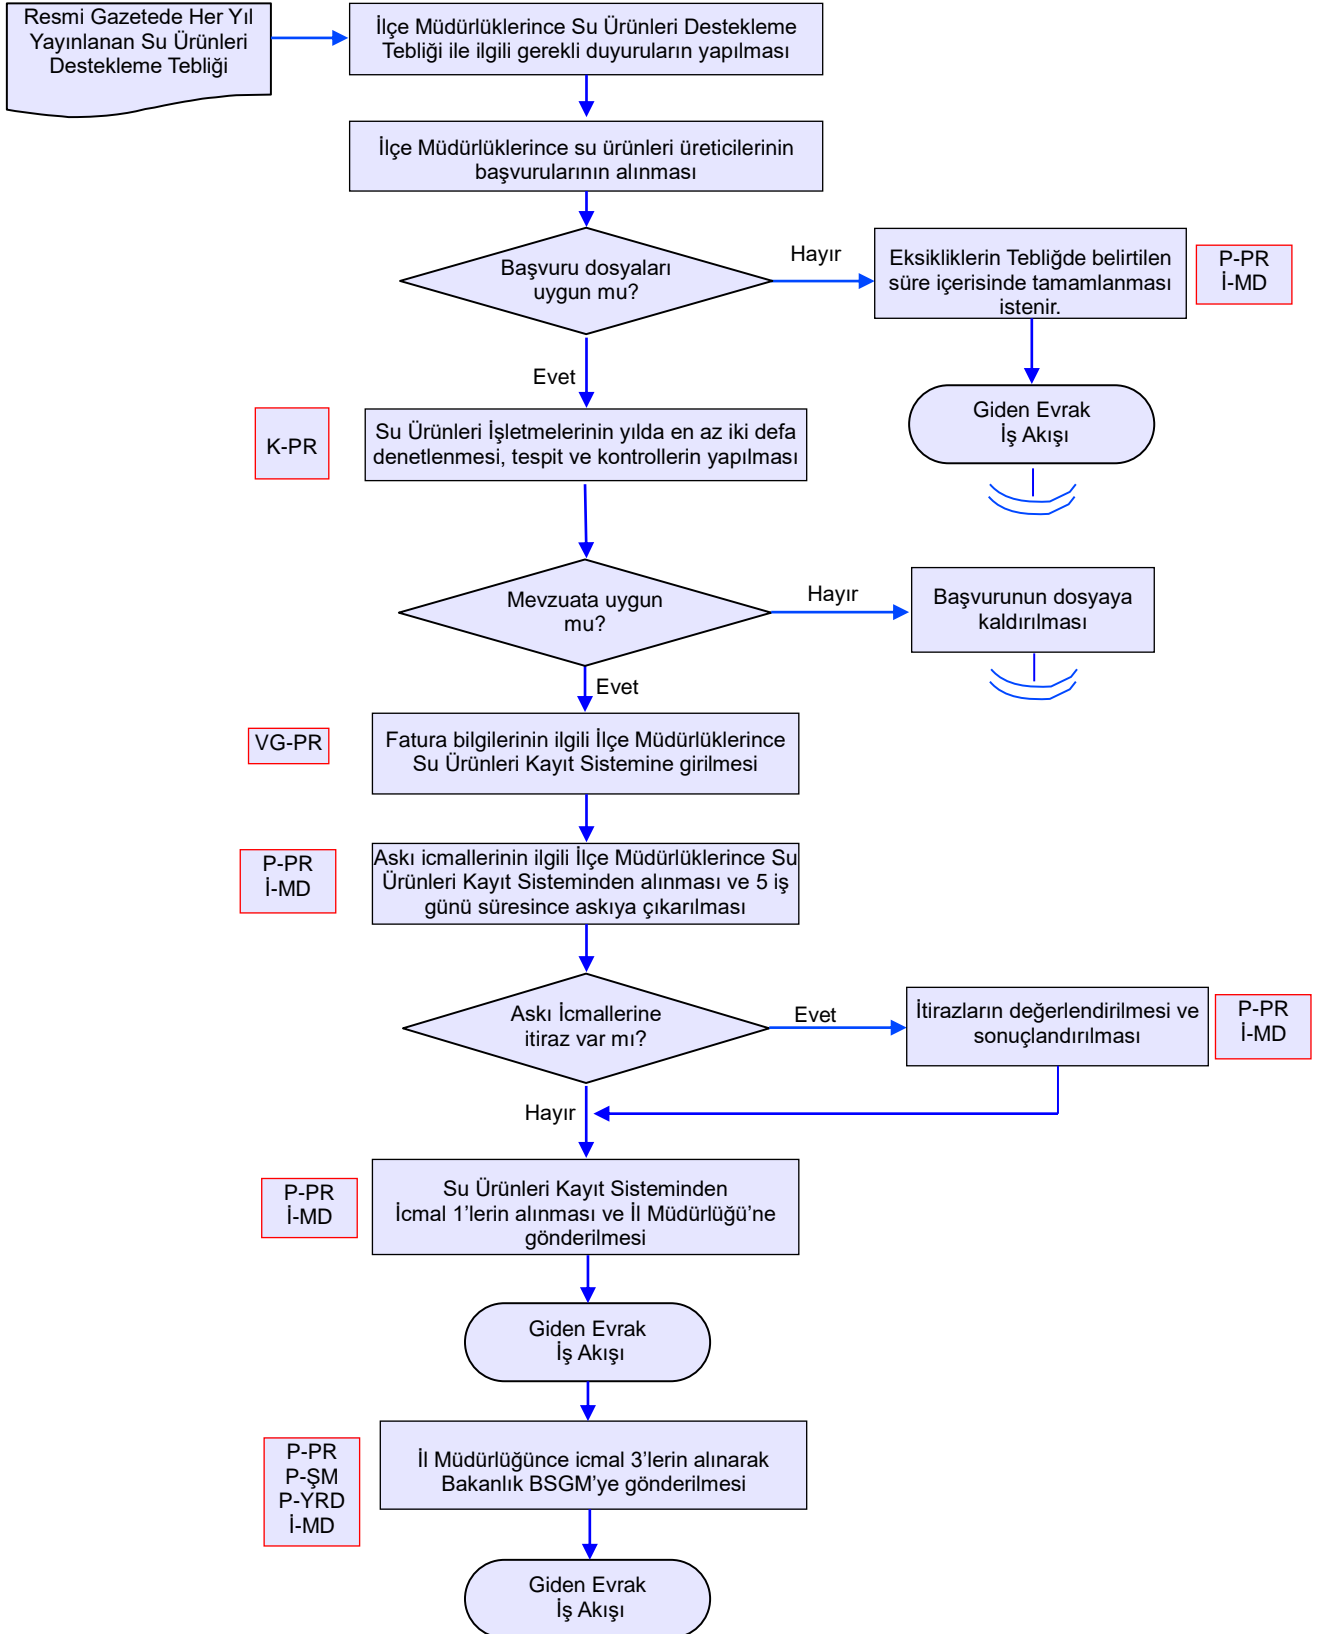 Resmi Gazetede Her Yıl
Yayınlanan Su Ürünleri
Destekleme Tebliği
İlçe Müdürlüklerince Su Ürünleri Destekleme
Tebliği ile ilgili gerekli duyuruların yapılması
İlçe Müdürlüklerince su ürünleri üreticilerinin
başvurularının alınması
Başvuru dosyaları
uygun mu?
Hayır
Eksikliklerin Tebliğde belirtilen
süre içerisinde tamamlanması
istenir.
P-PR
İ-MD
Evet
Giden Evrak
İş Akışı
K-PR
Su Ürünleri İşletmelerinin yılda en az iki defa
denetlenmesi, tespit ve kontrollerin yapılması
Mevzuata uygun
mu?
Hayır
Başvurunun dosyaya
kaldırılması
Evet
VG-PR
Fatura bilgilerinin ilgili İlçe Müdürlüklerince
Su Ürünleri Kayıt Sistemine girilmesi
P-PR
İ-MD
Askı icmallerinin ilgili İlçe Müdürlüklerince Su
Ürünleri Kayıt Sisteminden alınması ve 5 iş
günü süresince askıya çıkarılması
Askı İcmallerine
itiraz var mı?
Evet
İtirazların değerlendirilmesi ve
sonuçlandırılması
P-PR
İ-MD
Hayır
P-PR
İ-MD
Su Ürünleri Kayıt Sisteminden
İcmal 1’lerin alınması ve İl Müdürlüğü’ne
gönderilmesi
Giden Evrak
İş Akışı
P-PR
P-ŞM
P-YRD
İ-MD
İl Müdürlüğünce icmal 3’lerin alınarak
Bakanlık BSGM’ye gönderilmesi
Giden Evrak
İş Akışı